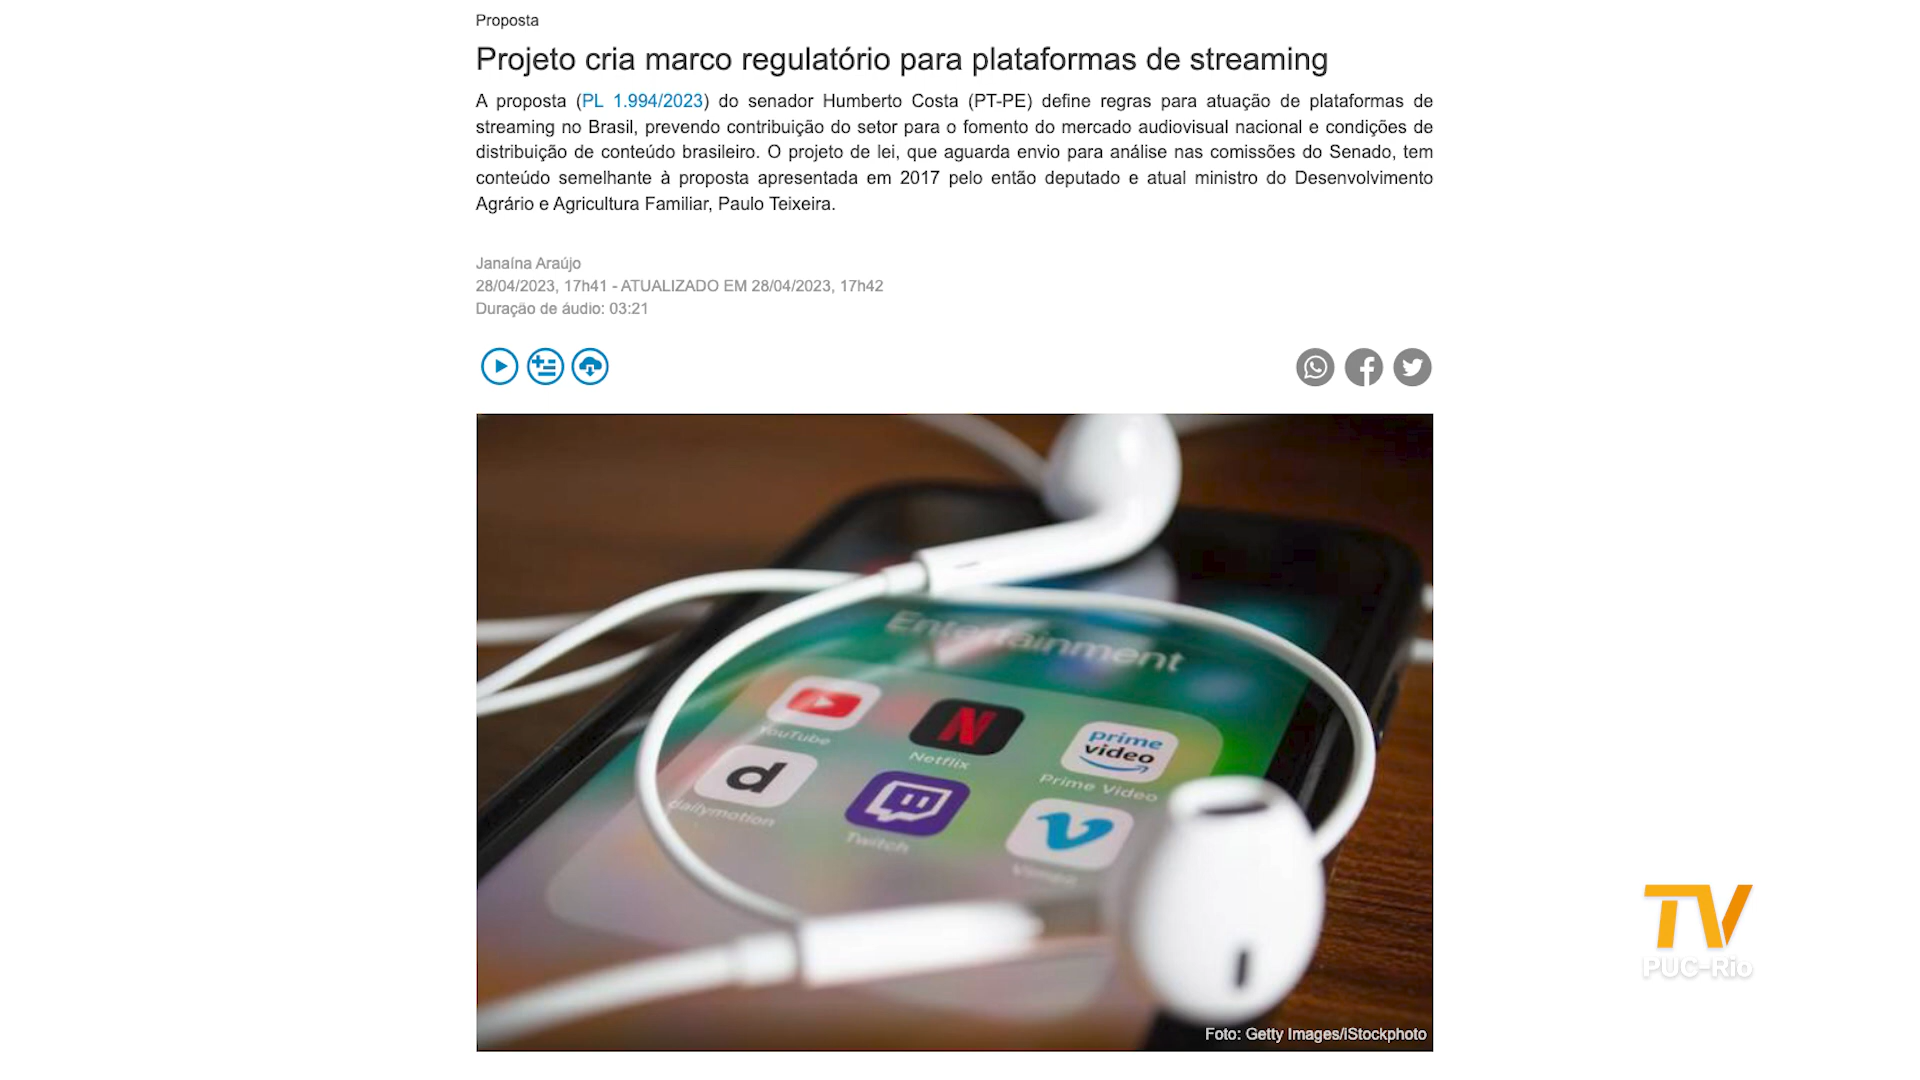 Proposta
Projeto cria marco regulatório para plataformas de streaming
A proposta (PL 1.994/2023) do senador Humberto Costa (PT-PE) define regras para atuação de plataformas de
streaming no Brasil, prevendo contribuição do setor para o fomento do mercado audiovisual nacional e condições de
distribuição de conteúdo brasileiro. O projeto de lei, que aguarda envio para análise nas comissões do Senado, tem
conteúdo semelhante à proposta apresentada em 2017 pelo então deputado e atual ministro do Desenvolvimento
Agrário e Agricultura Familiar, Paulo Teixeira.
Janaína Araújo
28/04/2023, 17h41 - ATUALIZADO EM 28/04/2023, 17h42
Duração de áudio: 03:21
Entertainment
YouTube
N
Netflix
prime
video
Prime Video
d
dailymotion
Twitch
Vimeo
Foto: Getty Images/iStockphoto
TV
PUC-Rio